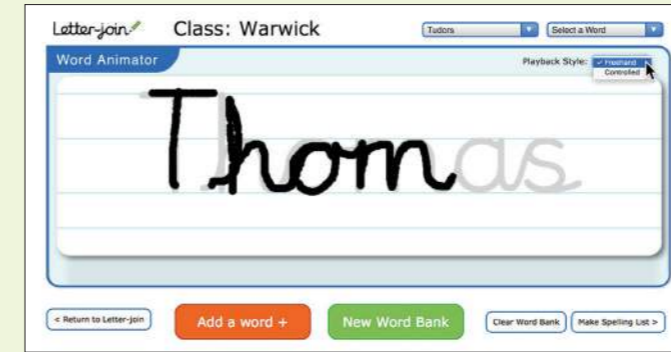 Letter-join Class: Warwick Tudors Select a Word
Word Animator Playback Style: ✓ Freehand
Controlled
Thomas
< Return to Letter-join Add a word + New Word Bank Clear Word Bank Make Spelling List >